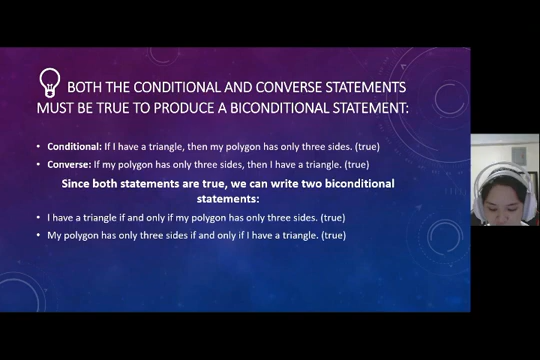 BOTH THE CONDITIONAL AND CONVERSE STATEMENTS
MUST BE TRUE TO PRODUCE A BICONDITIONAL STATEMENT:
• Conditional: If I have a triangle, then my polygon has only three sides. (true)
• Converse: If my polygon has only three sides, then I have a triangle. (true)
Since both statements are true, we can write two biconditional
statements:
• I have a triangle if and only if my polygon has only three sides. (true)
• My polygon has only three sides if and only if I have a triangle. (true)